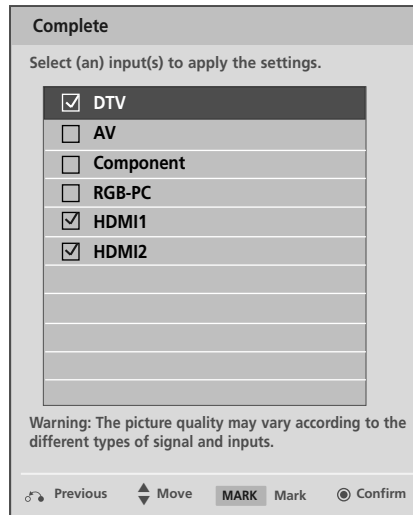 Complete
Select (an) input(s) to apply the settings.
DTV
AV
Component
RGB-PC
HDMI1
HDMI2
Warning: The picture quality may vary according to the
different types of signal and inputs.
Previous Move MARK Mark Confirm